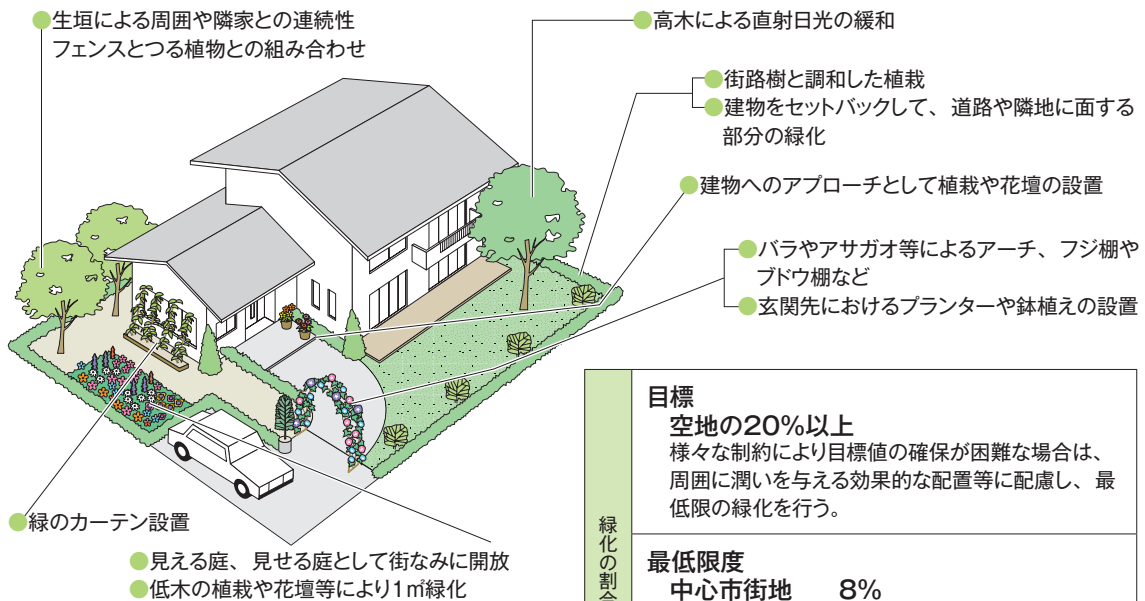 ●生垣による周囲や隣家との連続性
フェンスとつる植物との組み合わせ
●高木による直射日光の緩和
●街路樹と調和した植栽
●建物をセットバックして、道路や隣地に面する
部分の緑化
●建物へのアプローチとして植栽や花壇の設置
●バラやアサガオ等によるアーチ、フジ棚や
ブドウ棚など
●玄関先におけるプランターや鉢植えの設置
●緑のカーテン設置
●見える庭、見せる庭として街なみに開放
●低木の植栽や花壇等により1㎡緑化
緑化の割合
目標
空地の20%以上
様々な制約により目標値の確保が困難な場合は、
周囲に潤いを与える効果的な配置等に配慮し、最
低限の緑化を行う。
最低限度
中心市街地 8%